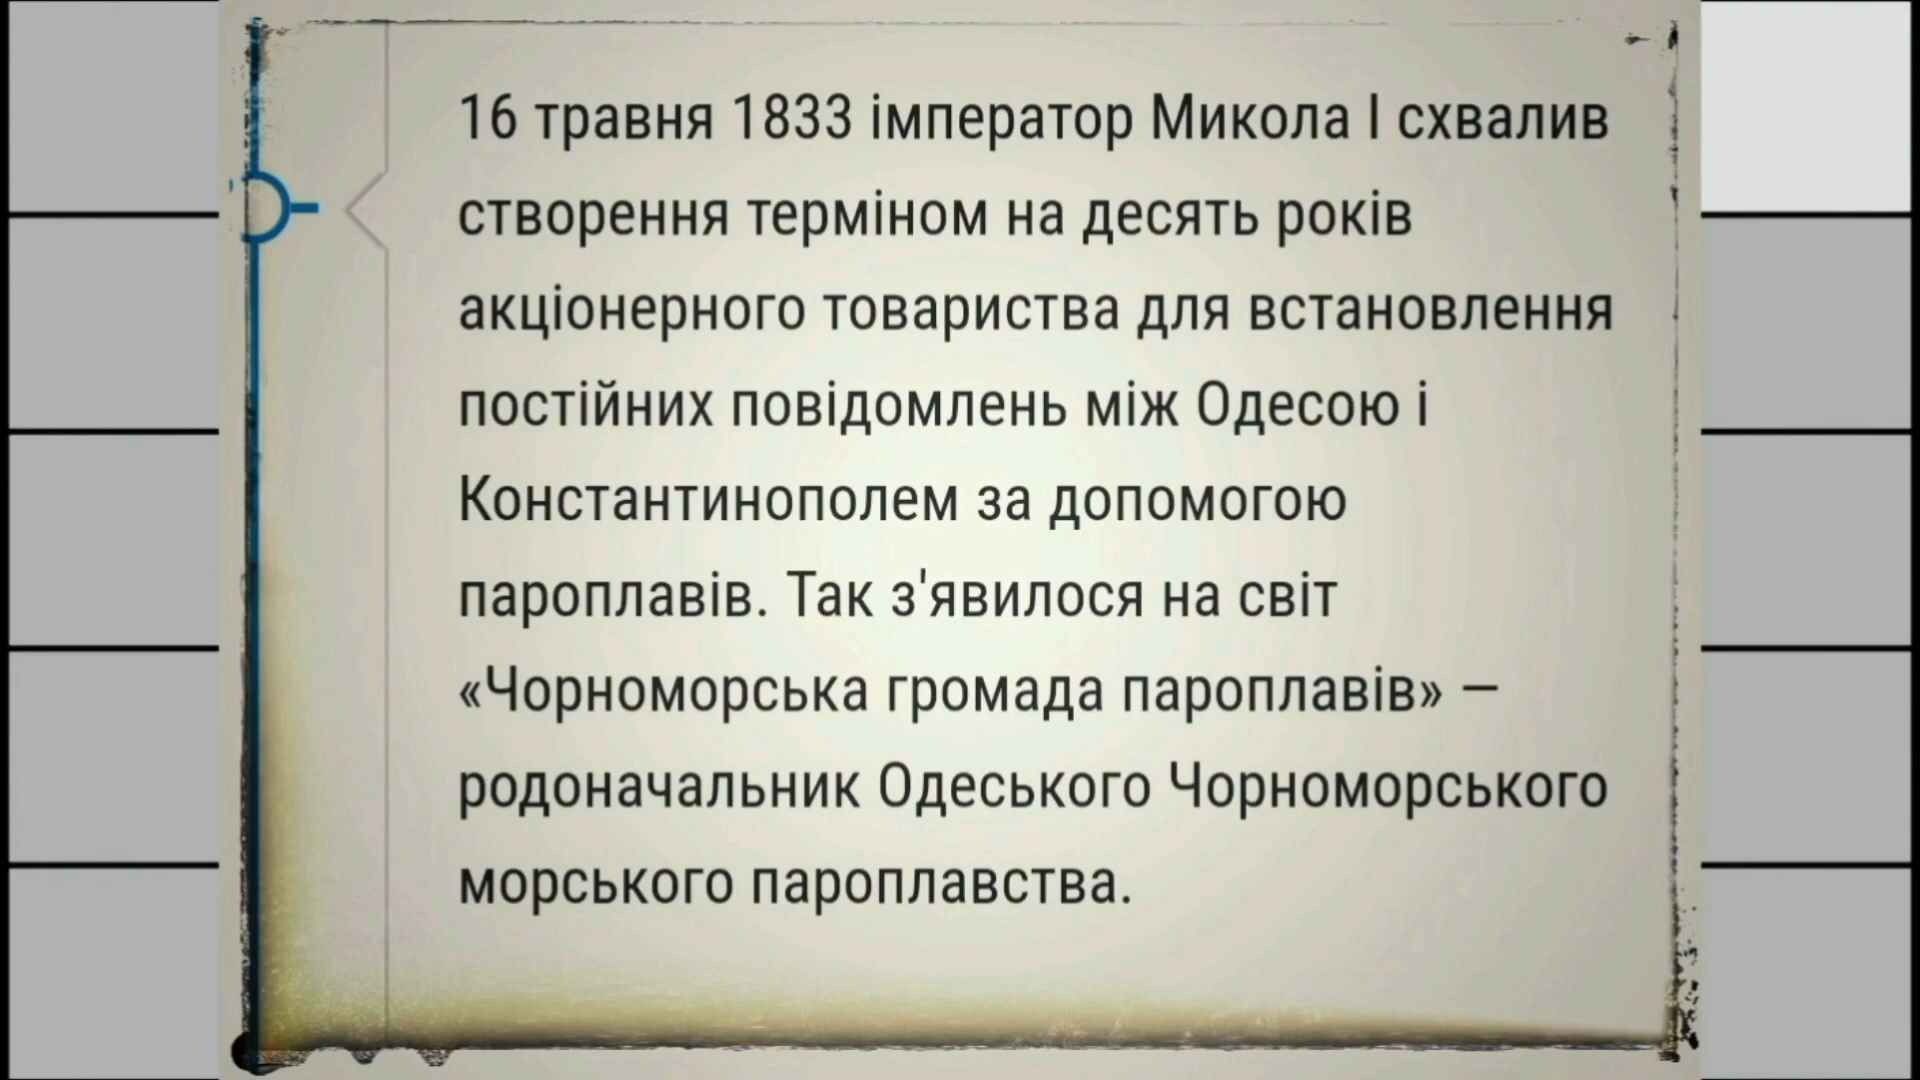 16 травня 1833 імператор Микола І схвалив
створення терміном на десять років
акціонерного товариства для встановлення
постійних повідомлень між Одесою і
Константинополем за допомогою
пароплавів. Так з'явилося на світ
«Чорноморська громада пароплавів» —
родоначальник Одеського Чорноморського
морського пароплавства.